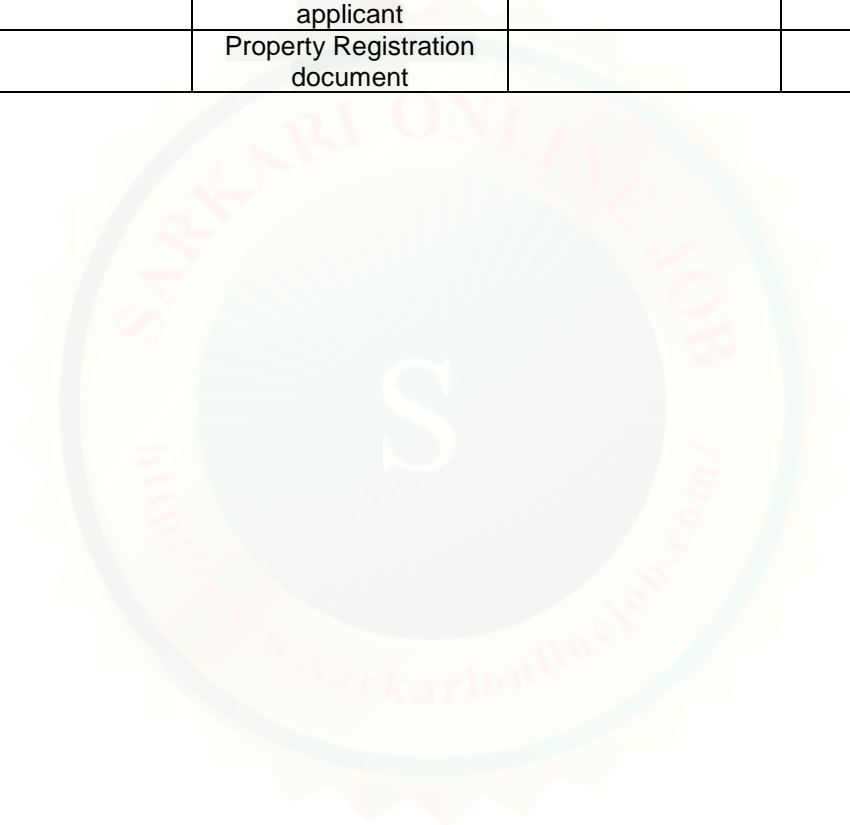 applicant
Property Registration
document
SARKARI ONLINE JOB
S
http://www.sarkarionlinejob.com/